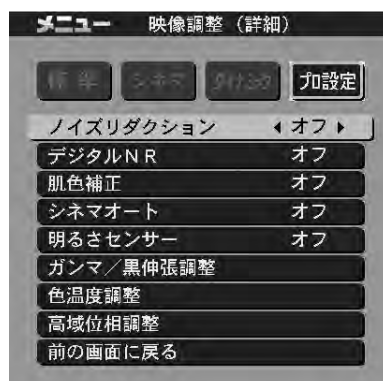 メニュー 映像調整（詳細）
標準 シネマ ダイナミック プロ設定
ノイズリダクション オフ
デジタルＮＲ オフ
肌色補正 オフ
シネマオート オフ
明るさセンサー オフ
ガンマ／黒伸張調整
色温度調整
高域位相調整
前の画面に戻る